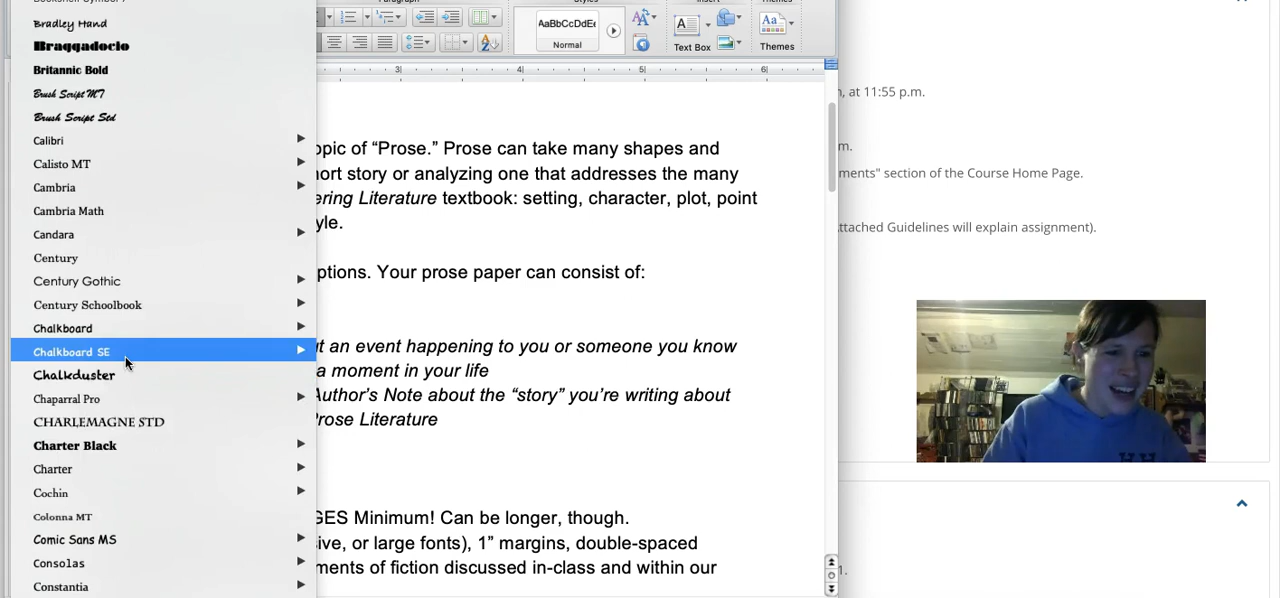 Bradley Hand
Braggadocio
Britannic Bold
Brush Script MT
Brush Script Std
Calibri
Calisto MT
Cambria
Cambria Math
Candara
Century
Century Gothic
Century Schoolbook
Chalkboard
Chalkboard SE
Chalkduster
Chaparral Pro
CHARLEMAGNE STD
Charter Black
Charter
Cochin
Colonna MT
Comic Sans MS
Consolas
Constantia
AaBbCcDdE
Normal
Text Box
Aa
Themes
3
4
5
6
opic of “Prose.” Prose can take many shapes and
ort story or analyzing one that addresses the many
ering Literature textbook: setting, character, plot, point
yle.
ptions. Your prose paper can consist of:
t an event happening to you or someone you know
a moment in your life
Author’s Note about the “story” you’re writing about
Prose Literature
GES Minimum! Can be longer, though.
sive, or large fonts), 1” margins, double-spaced
ments of fiction discussed in-class and within our
, at 11:55 p.m.
m.
ments" section of the Course Home Page.
ttached Guidelines will explain assignment).
1.